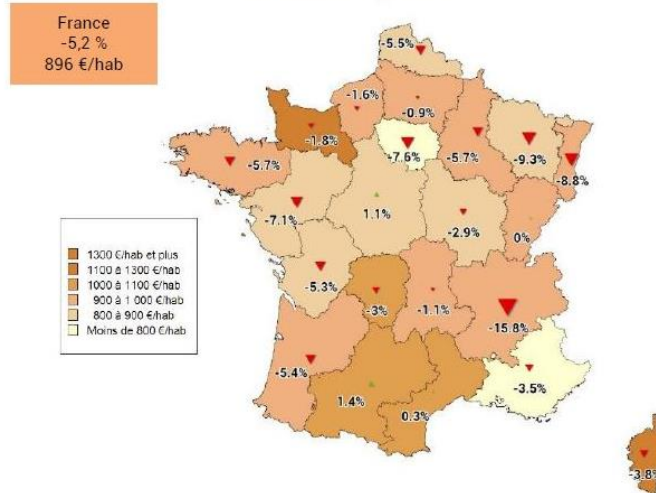 France
-5,2 %
896 €/hab
-5.5%
-1.6%
-0.9%
-1.8%
-7.6%
-5.7%
-9.3%
-8.8%
-5.7%
-7.1%
1.1%
-2.9%
0%
-5.3%
-3%
-1.1%
-15.8%
-5.4%
1.4%
0.3%
-3.5%
-3.8%
1300 €/hab et plus
1100 à 1300 €/hab
1000 à 1100 €/hab
900 à 1 000 €/hab
800 à 900 €/hab
Moins de 800 €/hab